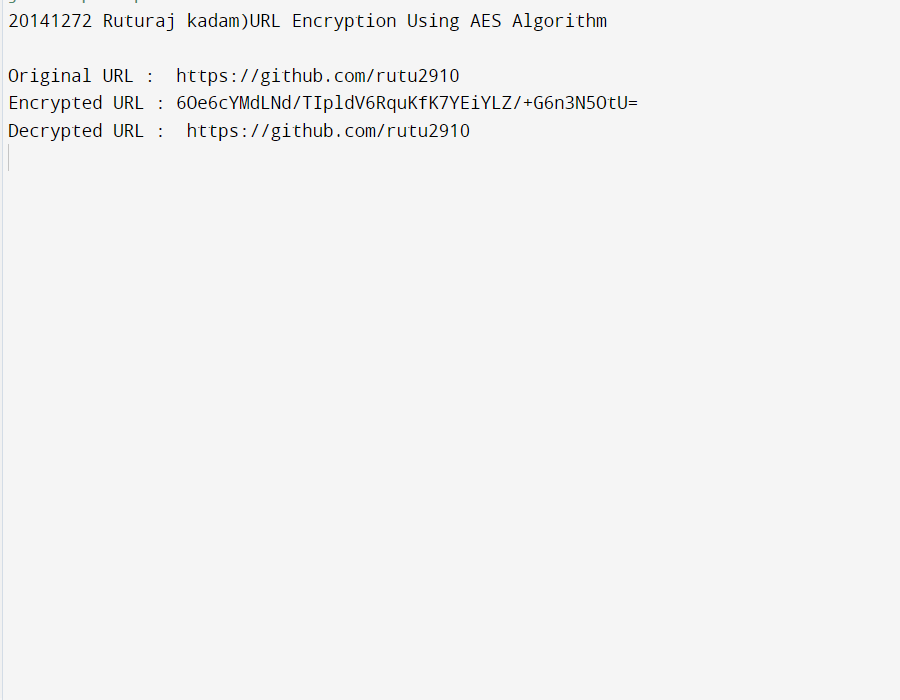 20141272 Ruturaj kadam)URL Encryption Using AES Algorithm
Original URL :  https://github.com/rutu2910
Encrypted URL : 6Oe6cYMdLNd/TIpldV6RquKfK7YEiYLZ/+G6n3N5OtU=
Decrypted URL :  https://github.com/rutu2910